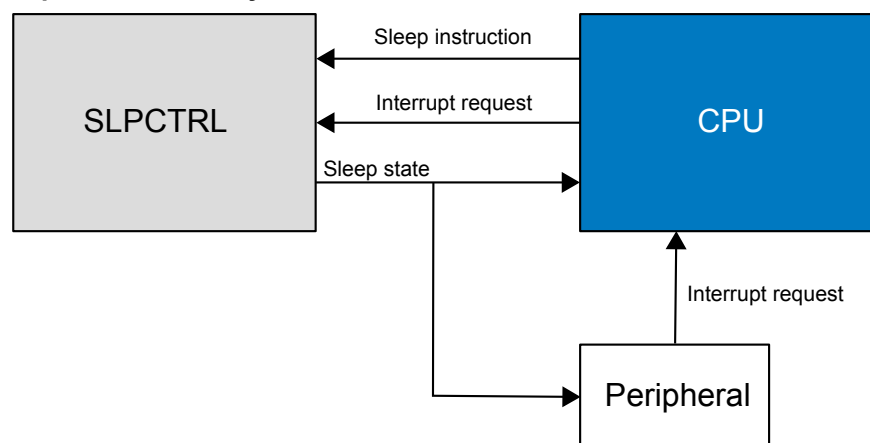 Sleep instruction
SLPCTRL
Interrupt request
CPU
Sleep state
Interrupt request
Peripheral